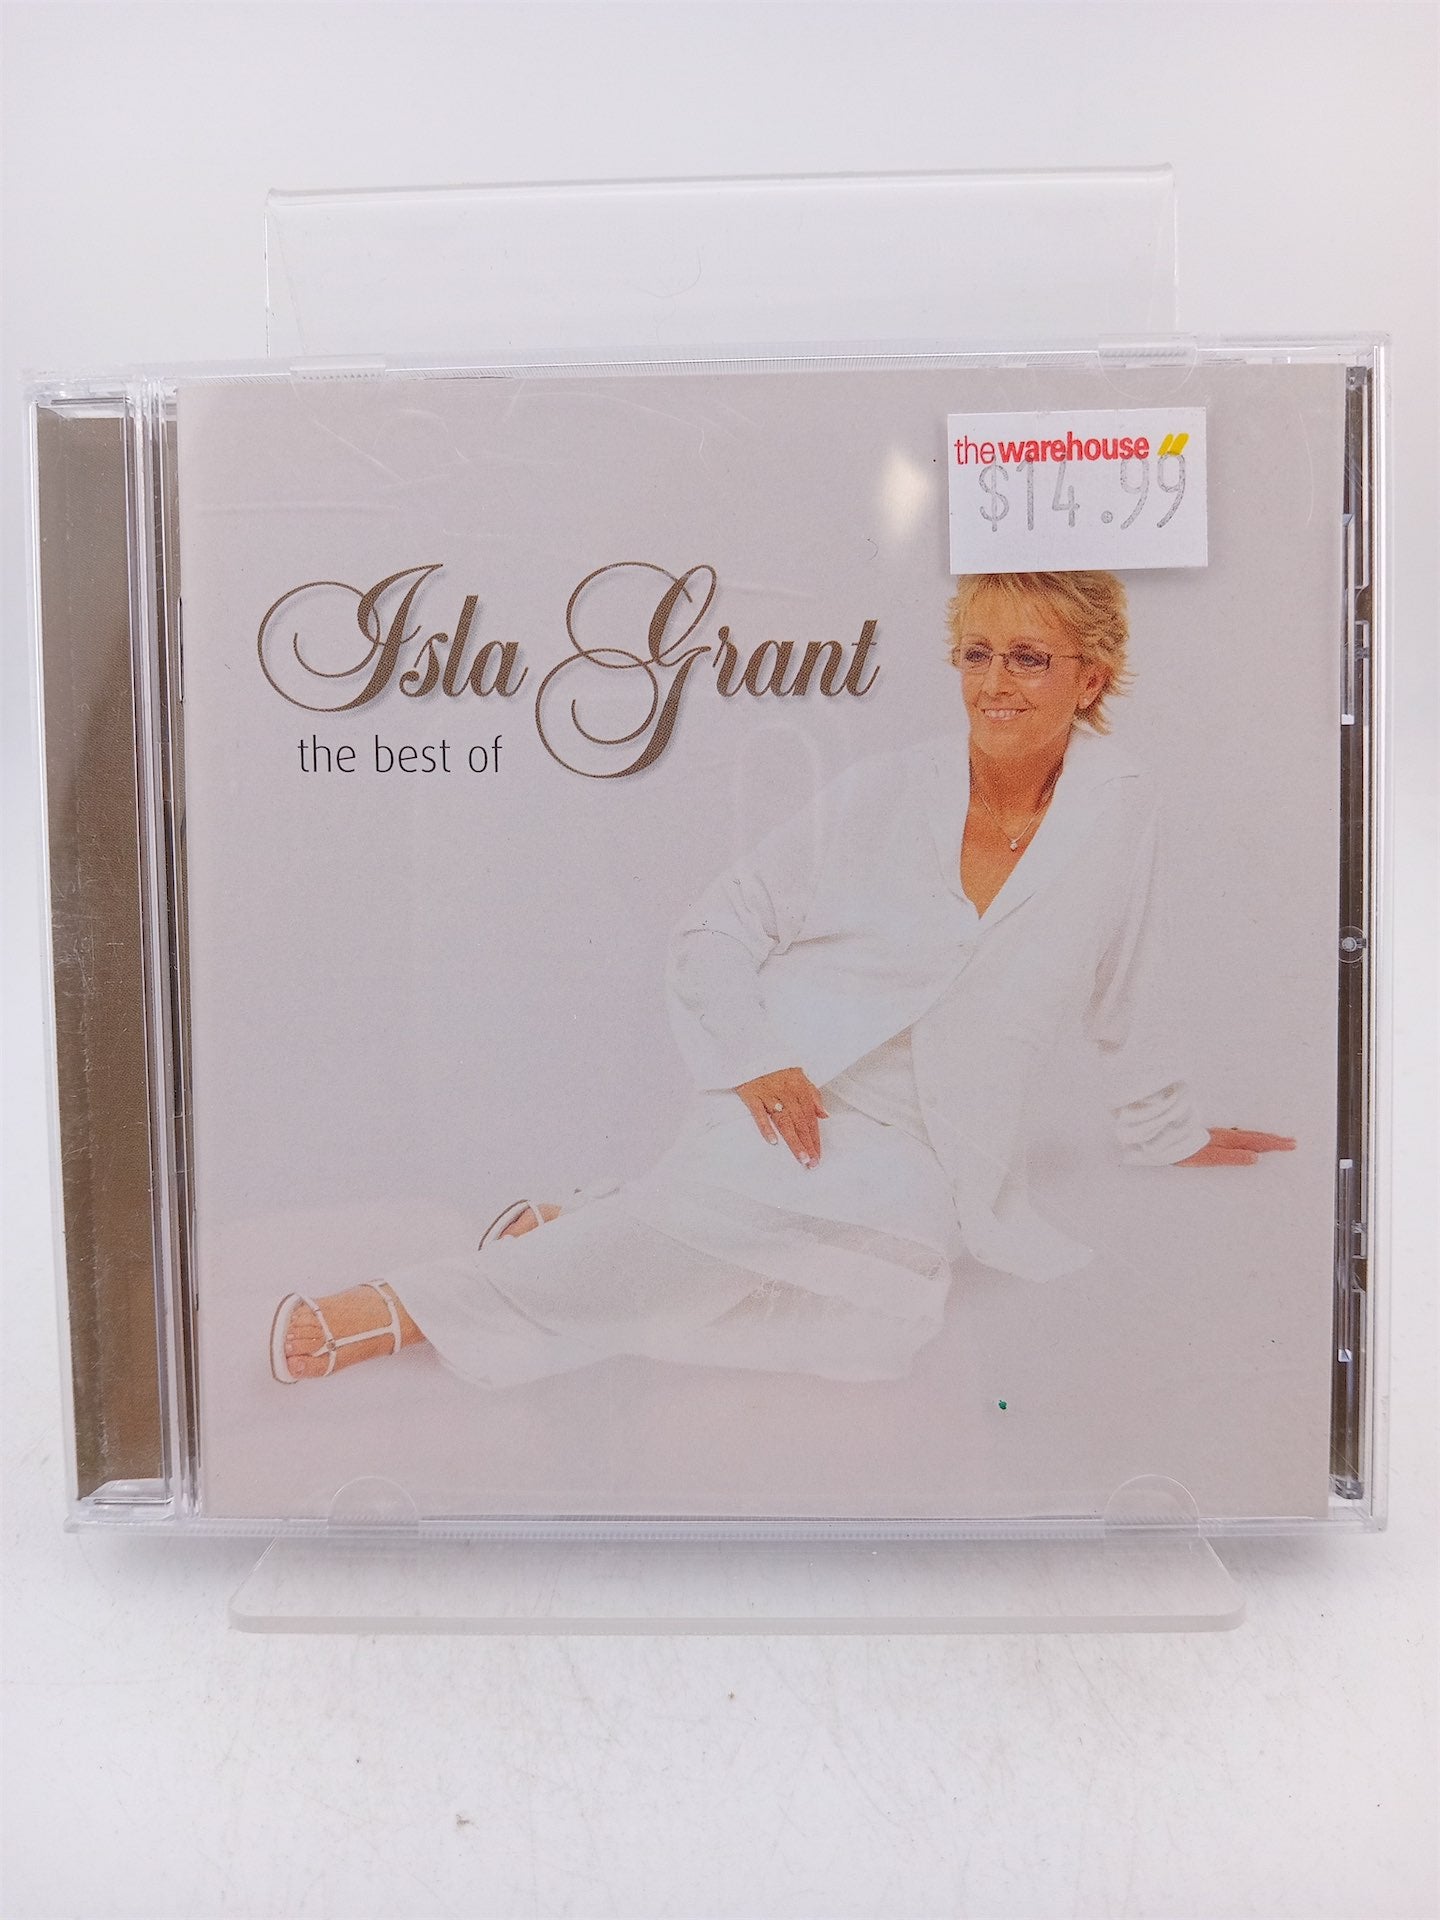 thewarehouse
$14.99
Isla Grant
the best of